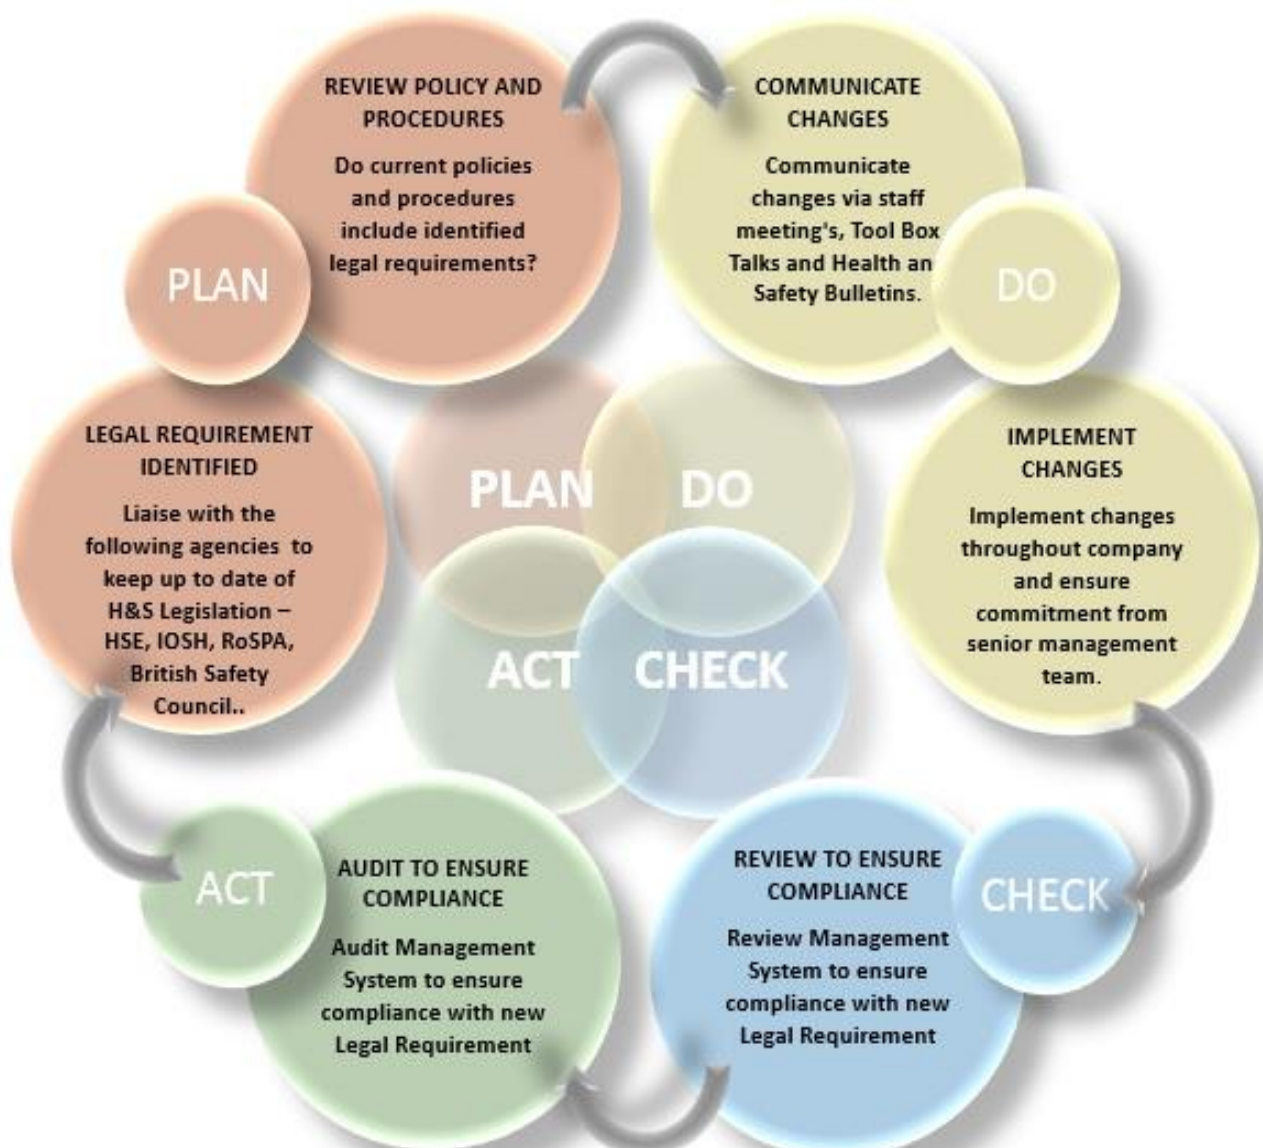 REVIEW POLICY AND
PROCEDURES
Do current policies
and procedures
include identified
legal requirements?
COMMUNICATE
CHANGES
Communicate
changes via staff
meeting's, Tool Box
Talks and Health an
Safety Bulletins.
PLAN
DO
LEGAL REQUIREMENT
IDENTIFIED
Liaise with the
following agencies to
keep up to date of
H&S Legislation –
HSE, IOSH, RoSPA,
British Safety
Council..
PLAN
DO
ACT
CHECK
IMPLEMENT
CHANGES
Implement changes
throughout company
and ensure
commitment from
senior management
team.
ACT
AUDIT TO ENSURE
COMPLIANCE
Audit Management
System to ensure
compliance with new
Legal Requirement
REVIEW TO ENSURE
COMPLIANCE
Review Management
System to ensure
compliance with new
Legal Requirement
CHECK